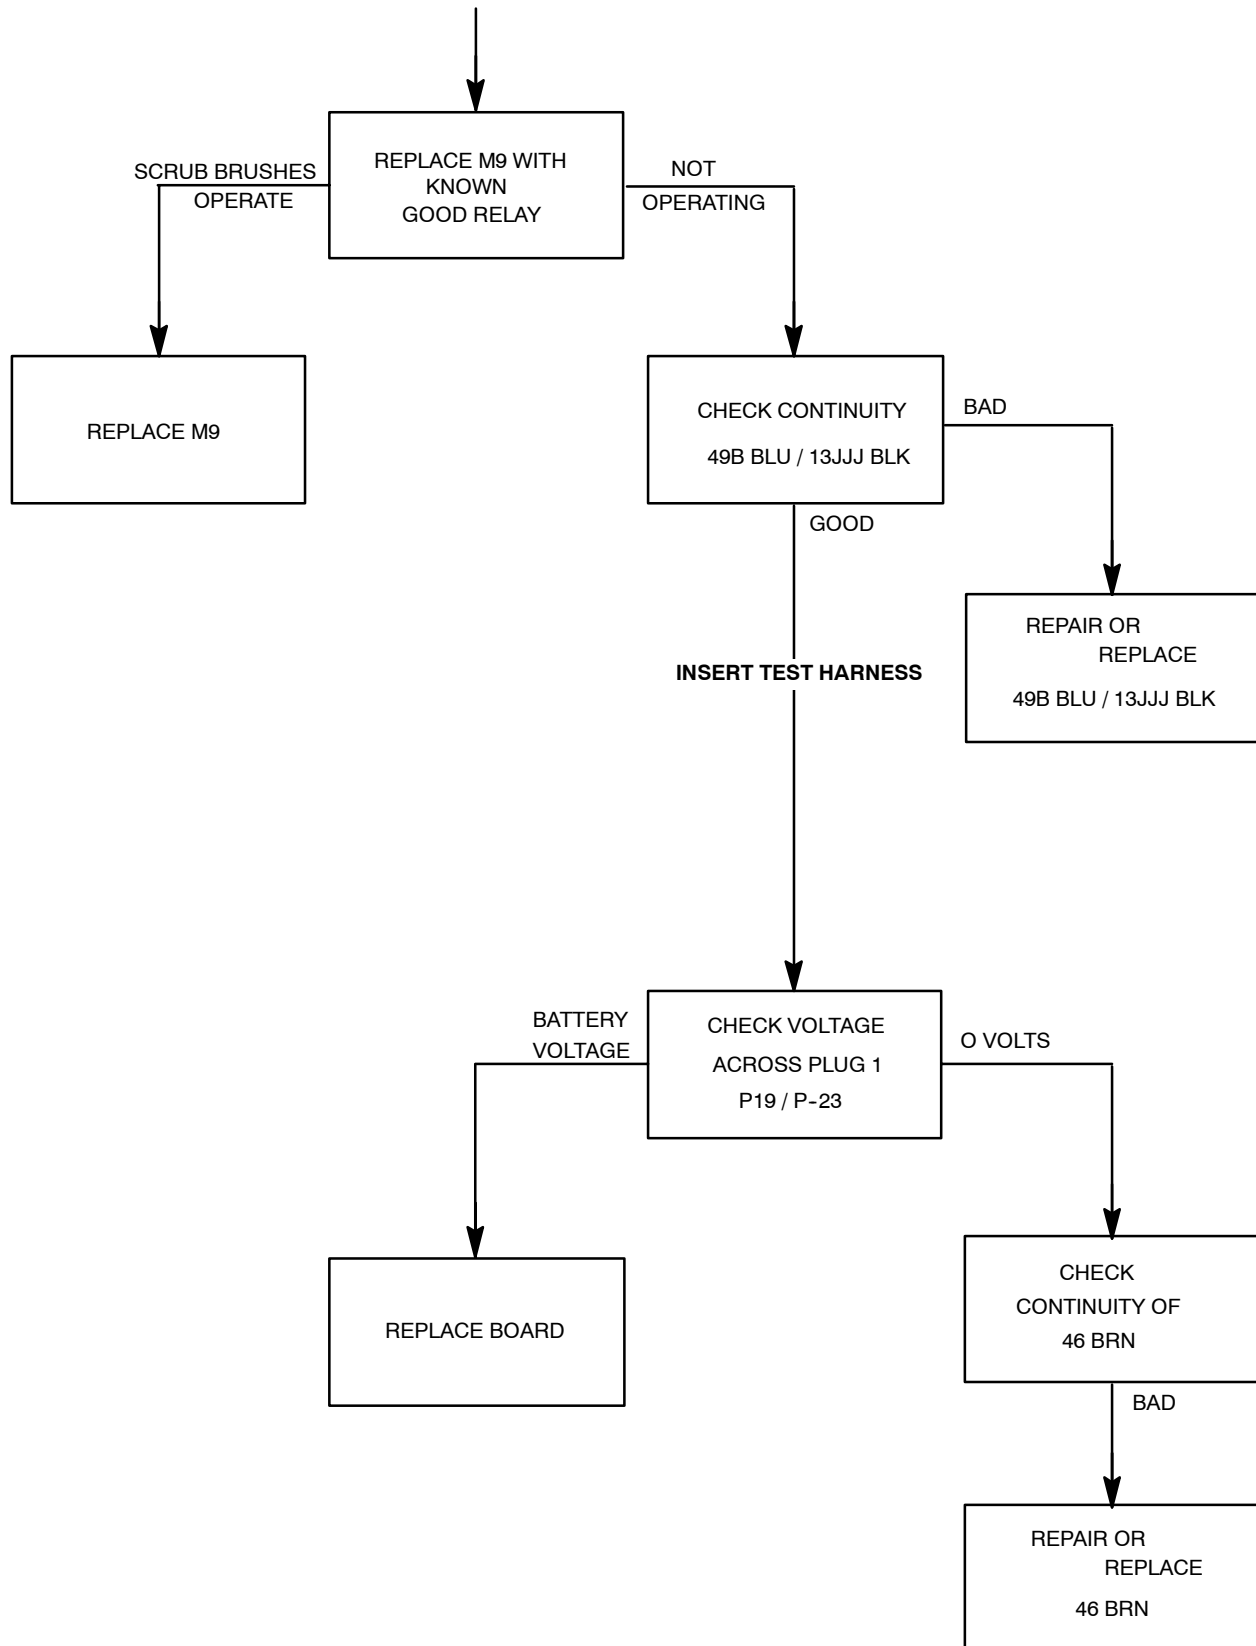 REPLACE M9 WITH
KNOWN
GOOD RELAY
SCRUB BRUSHES
OPERATE
NOT
OPERATING
REPLACE M9
CHECK CONTINUITY
49B BLU / 13JJJ BLK
BAD
GOOD
REPAIR OR
REPLACE
49B BLU / 13JJJ BLK
INSERT TEST HARNESS
BATTERY
VOLTAGE
CHECK VOLTAGE
ACROSS PLUG 1
P19 / P-23
O VOLTS
REPLACE BOARD
CHECK
CONTINUITY OF
46 BRN
BAD
REPAIR OR
REPLACE
46 BRN